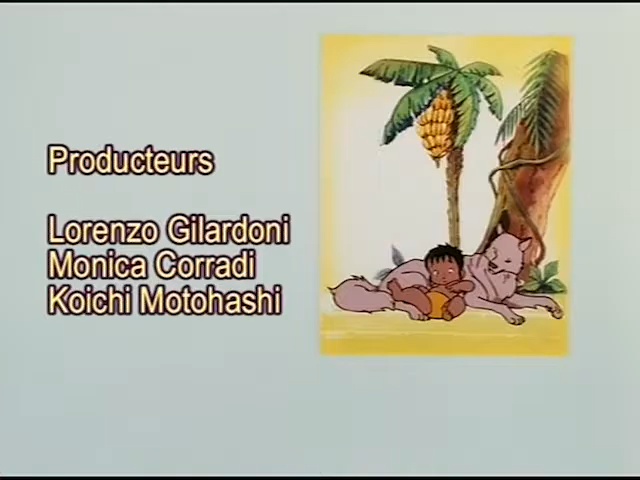 Producteurs
Lorenzo Gilardoni
Monica Corradi
Koichi Motohashi